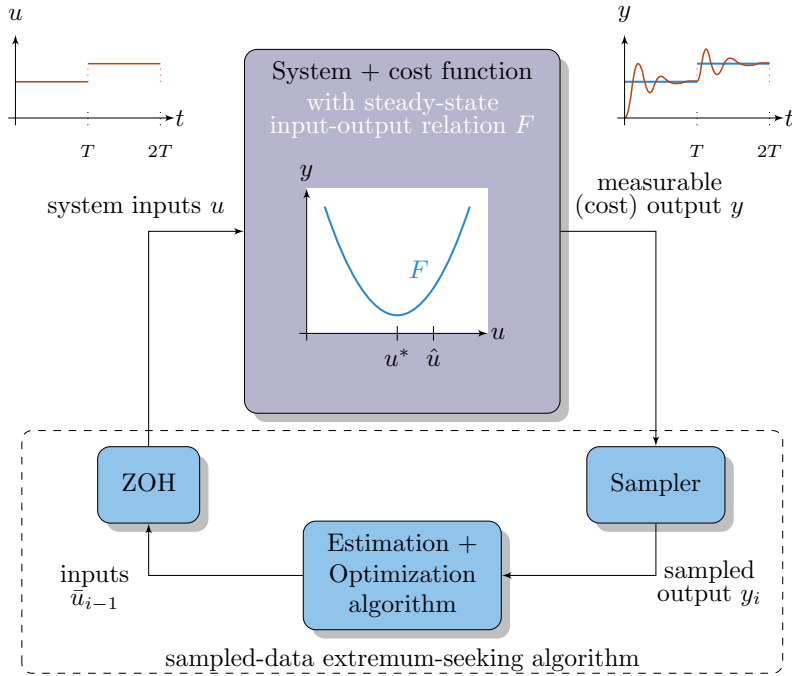 u
t
T
2T
System + cost function
with steady-state
input-output relation F
y
F
u
u*
û
y
t
T
2T
system inputs u
measurable
(cost) output y
ZOH
Sampler
Estimation +
Optimization
algorithm
inputs
ū_{i−1}
sampled
output y_i
sampled-data extremum-seeking algorithm